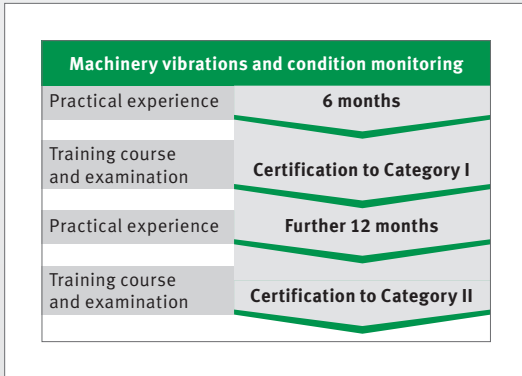 Machinery vibrations and condition monitoring
Practical experience 6 months
Training course
and examination Certification to Category I
Practical experience Further 12 months
Training course
and examination Certification to Category II